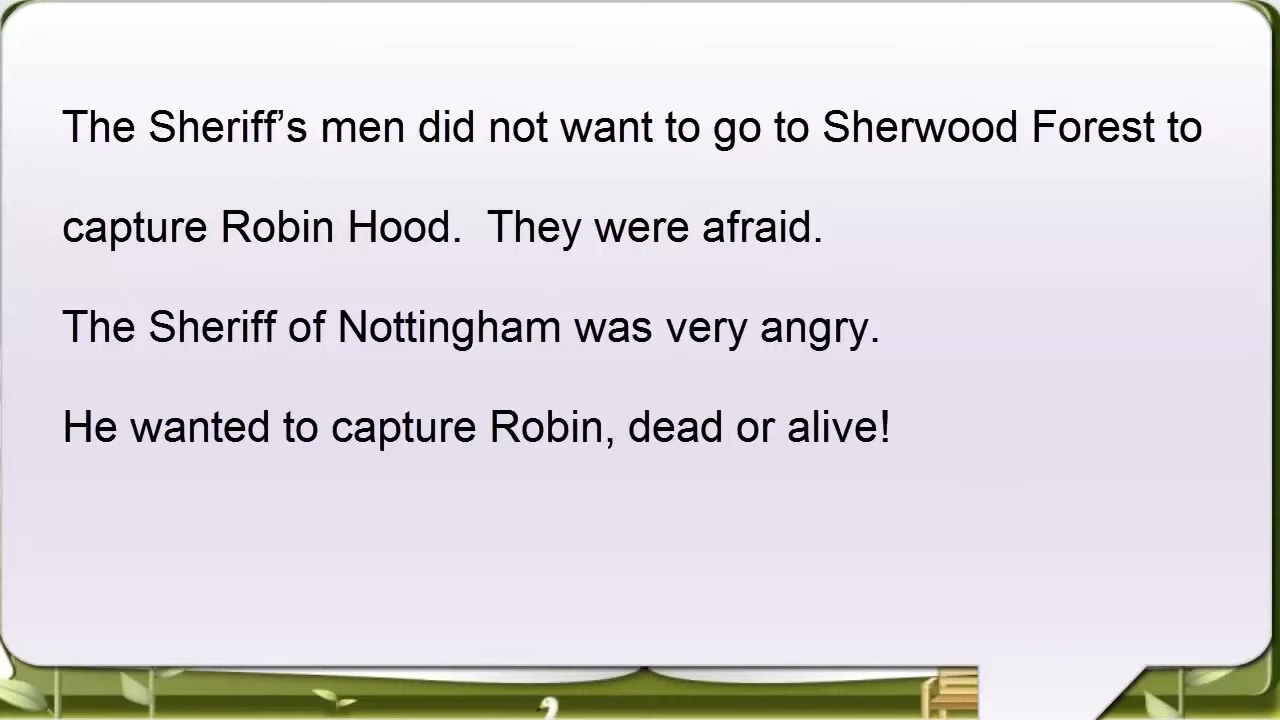 The Sheriff’s men did not want to go to Sherwood Forest to
capture Robin Hood.  They were afraid.
The Sheriff of Nottingham was very angry.
He wanted to capture Robin, dead or alive!